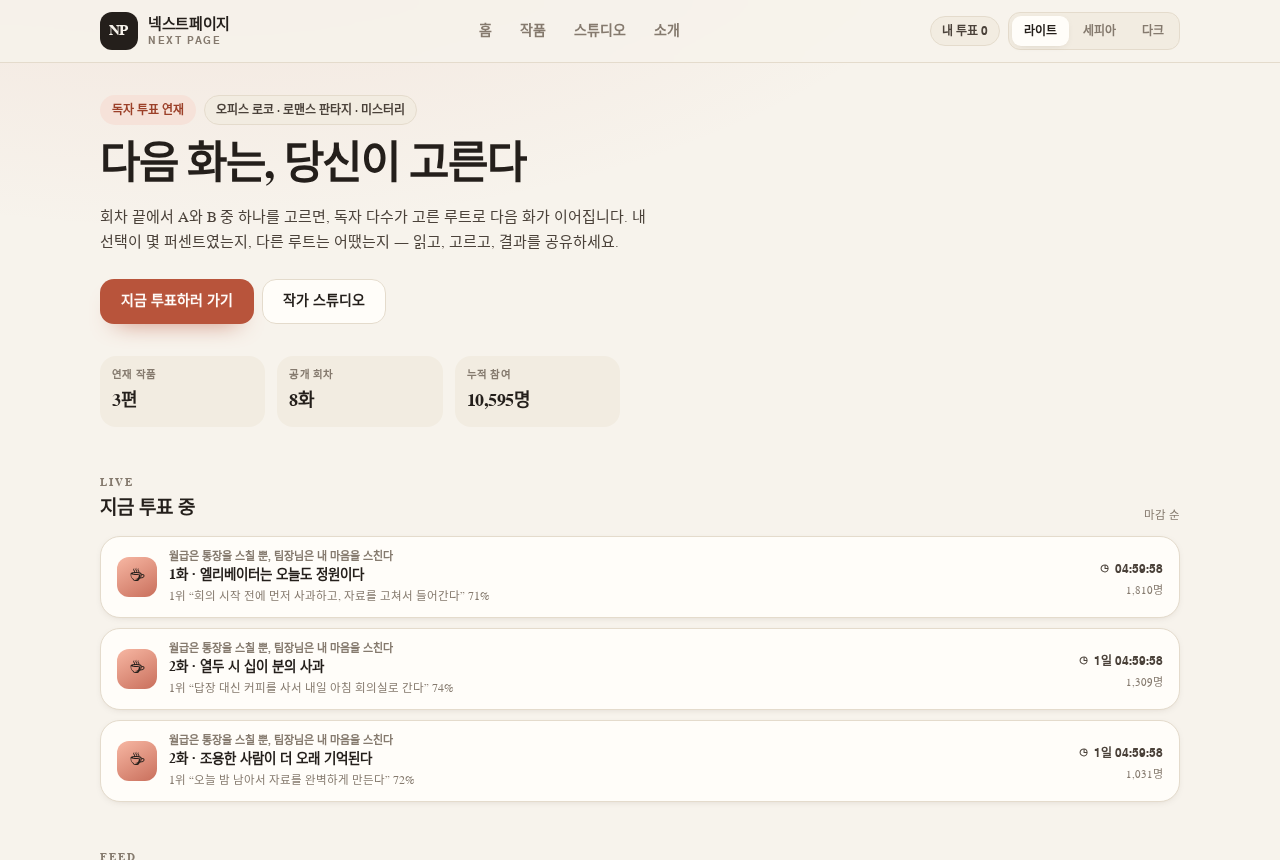 NP
넥스트페이지
NEXT PAGE
홈
작품
스튜디오
소개
내 투표 0
라이트
세피아
다크
독자 투표 연재
오피스 로코 · 로맨스 판타지 · 미스터리
다음 화는, 당신이 고른다
회차 끝에서 A와 B 중 하나를 고르면, 독자 다수가 고른 루트로 다음 화가 이어집니다. 내
선택이 몇 퍼센트였는지, 다른 루트는 어땠는지 — 읽고, 고르고, 결과를 공유하세요.
지금 투표하러 가기
작가 스튜디오
연재 작품
3편
공개 회차
8화
누적 참여
10,595명
LIVE
지금 투표 중
마감 순
월급은 통장을 스칠 뿐, 팀장님은 내 마음을 스친다
1화 · 엘리베이터는 오늘도 정원이다
1위 “회의 시작 전에 먼저 사과하고, 자료를 고쳐서 들어간다” 71%
04:59:58
1,810명
월급은 통장을 스칠 뿐, 팀장님은 내 마음을 스친다
2화 · 열두 시 십이 분의 사과
1위 “답장 대신 커피를 사서 내일 아침 회의실로 간다” 74%
1일 04:59:58
1,309명
월급은 통장을 스칠 뿐, 팀장님은 내 마음을 스친다
2화 · 조용한 사람이 더 오래 기억된다
1위 “오늘 밤 남아서 자료를 완벽하게 만든다” 72%
1일 04:59:58
1,031명
FEED